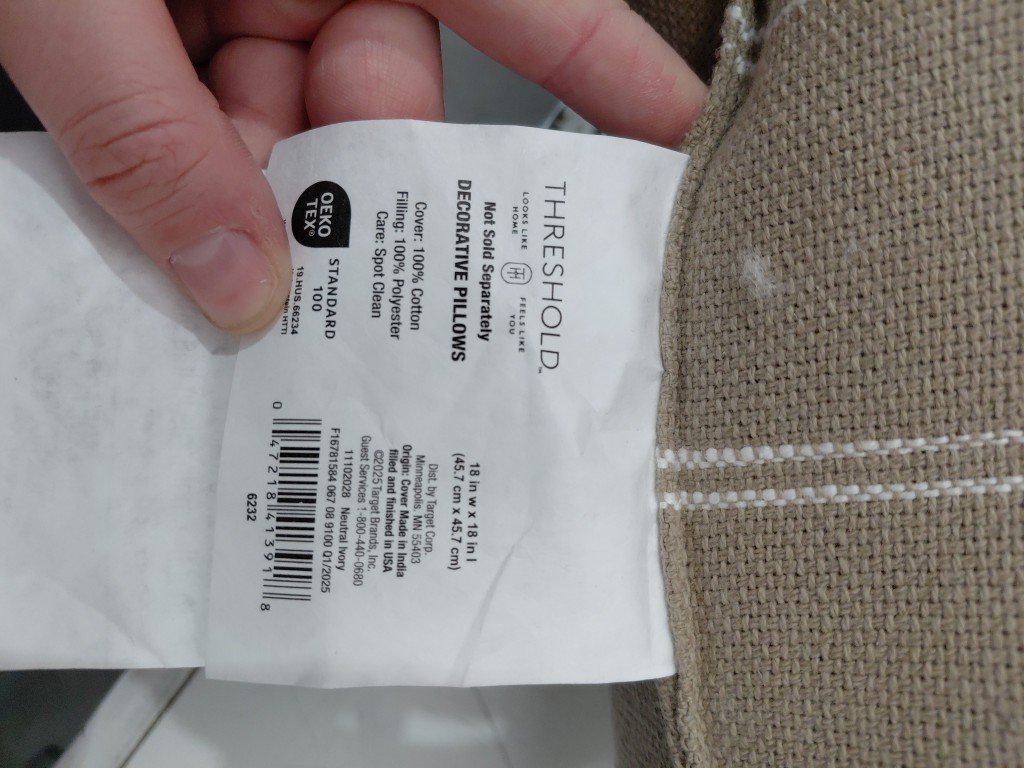 THRESHOLD™
LOOKS LIKE
HOME
TH
FEELS LIKE
YOU
Not Sold Separately
DECORATIVE PILLOWS
Cover: 100% Cotton
Filling: 100% Polyester
Care: Spot Clean
OEKO
TEX®
STANDARD
100
19.HUS.66234
HTTI
18 in w x 18 in l
(45.7 cm x 45.7 cm)
Dist. by Target Corp.
Minneapolis, MN 55403
Origin: Cover Made in India
filled and finished in USA
©2025 Target Brands, Inc.
Guest Services 1-800-440-0680
11102028 Neutral Ivory
F16781584 067 08 9100 Q1/2025
0 47218 41391 8
6232